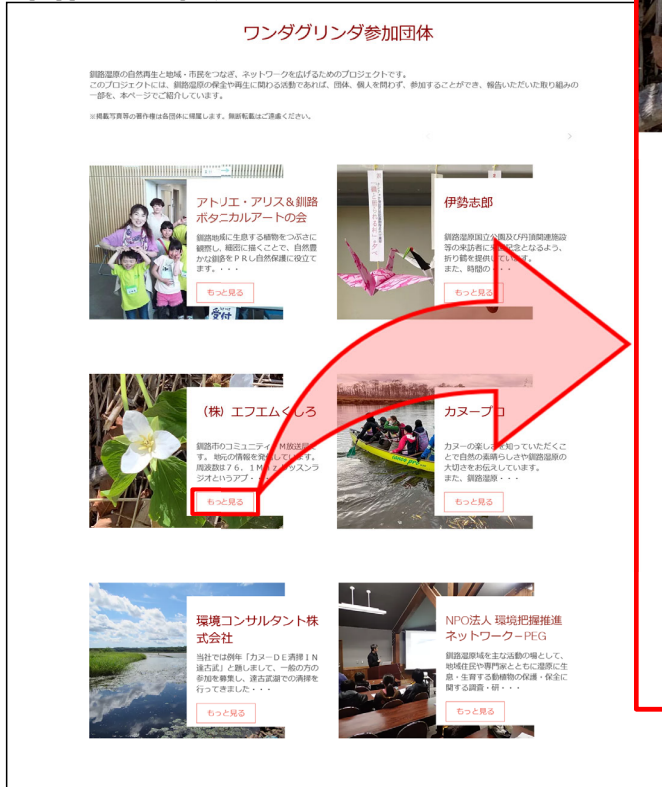 ワンダグリンダ参加団体
釧路湿原の自然再生と地域・市民をつなぎ、ネットワークを広げるためのプロジェクトです。
このプロジェクトには、釧路湿原の保全や再生に関わる活動であれば、団体、個人を問わず、参加することができ、報告いただいた取り組みの
一部を、本ページでご紹介しています。
※掲載写真等の著作権は各団体に帰属します。無断転載はご遠慮ください。
アトリエ・アリス&釧路
ボタニカルアートの会
釧路地域に生息する植物をつぶさに
観察し、細密に描くことで、自然豊
かな釧路をPRし自然保護に役立て
ます。・・・
もっと見る
伊勢志郎
釧路湿原国立公園及び丹頂関連施設
等の来訪者に
記念となるよう、
折り鶴を提供しています。
また、時間の・・・
もっと見る
(株)エフエムくしろ
釧路市のコミュニティ
M放送局
す。地元の情報を発信しています。
周波数は76.1M
ラ
ジオというアプ・
もっと見る
カヌープロ
カヌーの楽しさを知っていただくこ
とで自然の素晴らしさや釧路湿原の
大切さをお伝えしています。
また、釧路湿原・・・
もっと見る
環境コンサルタント株
式会社
当社では例年「カヌーDE清掃IN
達古武」と題しまして、一般の方の
参加を募集し、達古武湖での清掃を
行ってきました・・・
もっと見る
NPO法人 環境把握推進
ネットワークーPEG
釧路湿原域を主な活動の場として、
地域住民や専門家とともに湿原に生
息・生育する動植物の保護・保全に
関する調査・研・・・
もっと見る